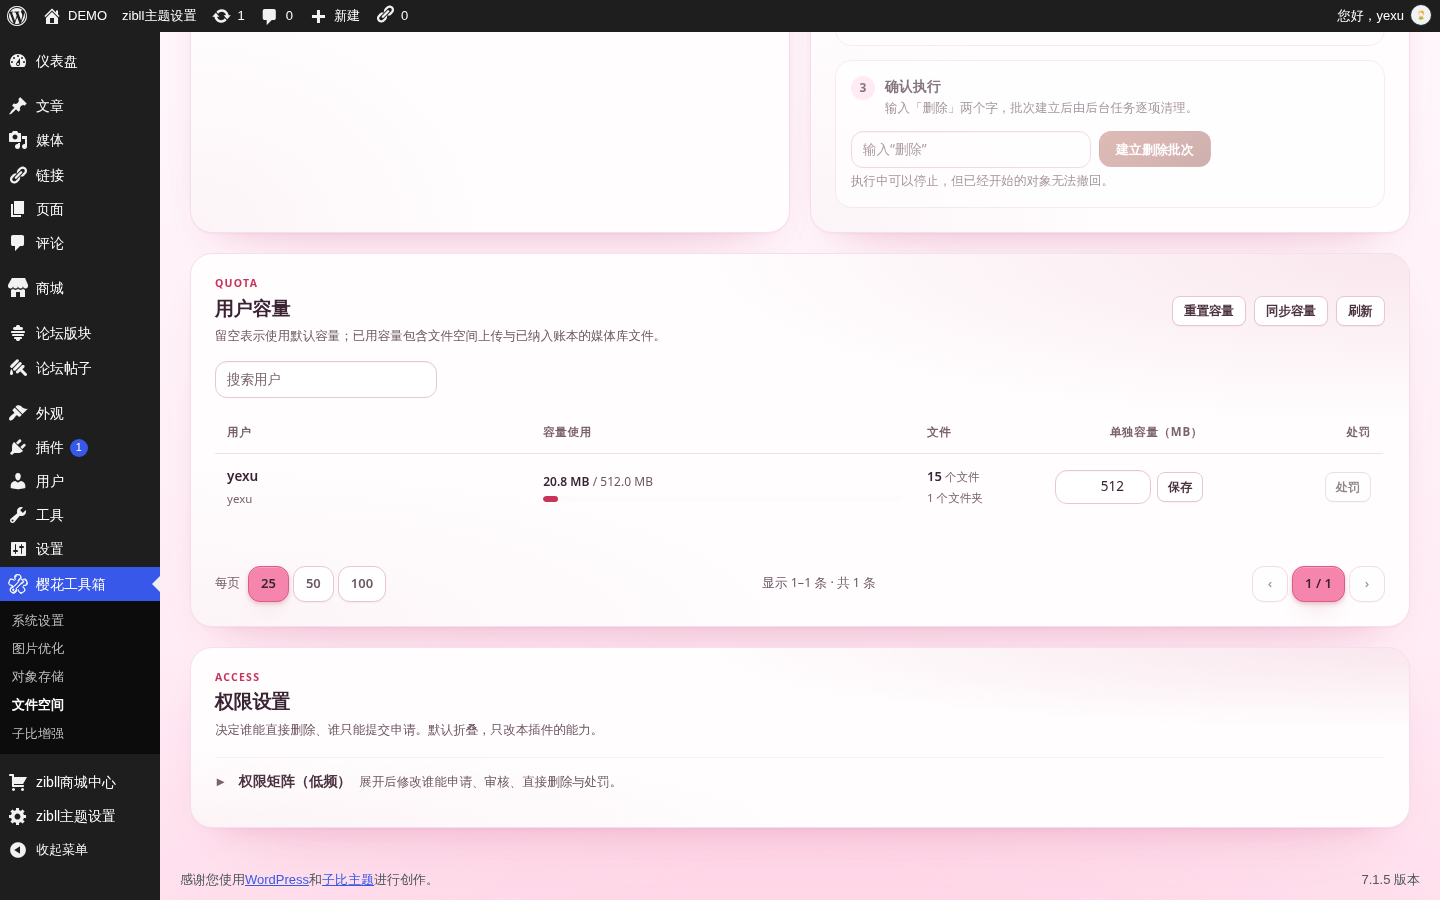 DEMO
zibll主题设置
1
0
新建
0
您好，yexu
仪表盘
文章
媒体
链接
页面
评论
商城
论坛版块
论坛帖子
外观
插件 1
用户
工具
设置
樱花工具箱
系统设置
图片优化
对象存储
文件空间
子比增强
zibll商城中心
zibll主题设置
收起菜单
3 确认执行
输入「删除」两个字，批次建立后由后台任务逐项清理。
输入“删除” 建立删除批次
执行中可以停止，但已经开始的对象无法撤回。
QUOTA
用户容量
留空表示使用默认容量；已用容量包含文件空间上传与已纳入账本的媒体库文件。
重置容量 同步容量 刷新
搜索用户
用户 容量使用 文件 单独容量（MB） 处罚
yexu 20.8 MB / 512.0 MB 15 个文件 512 保存 处罚
yexu 1 个文件夹
每页 25 50 100 显示 1–1 条 · 共 1 条 ‹ 1 / 1 ›
ACCESS
权限设置
决定谁能直接删除、谁只能提交申请。默认折叠，只改本插件的能力。
► 权限矩阵（低频） 展开后修改谁能申请、审核、直接删除与处罚。
感谢您使用WordPress和子比主题进行创作。
7.1.5 版本